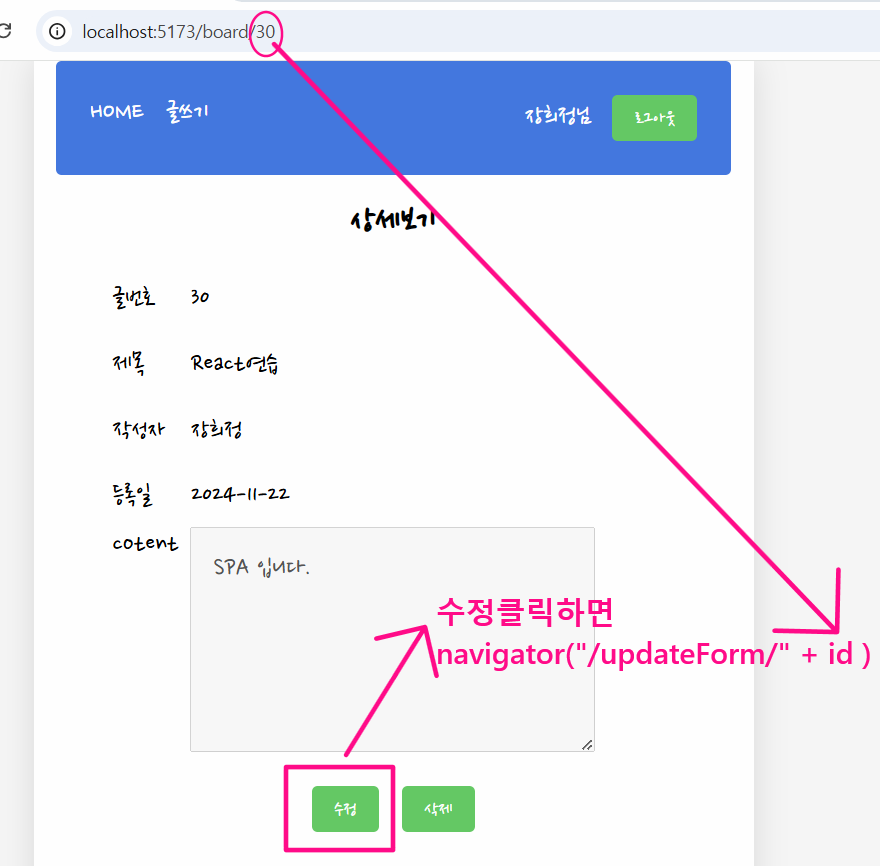 localhost:5173/board/30
HOME 글쓰기 장희정님 로그아웃
상세보기
글번호 30
제목 React연습
작성자 장희정
등록일 2024-11-22
cotent
SPA 입니다.
수정클릭하면
navigator("/updateForm/" + id )
수정 삭제